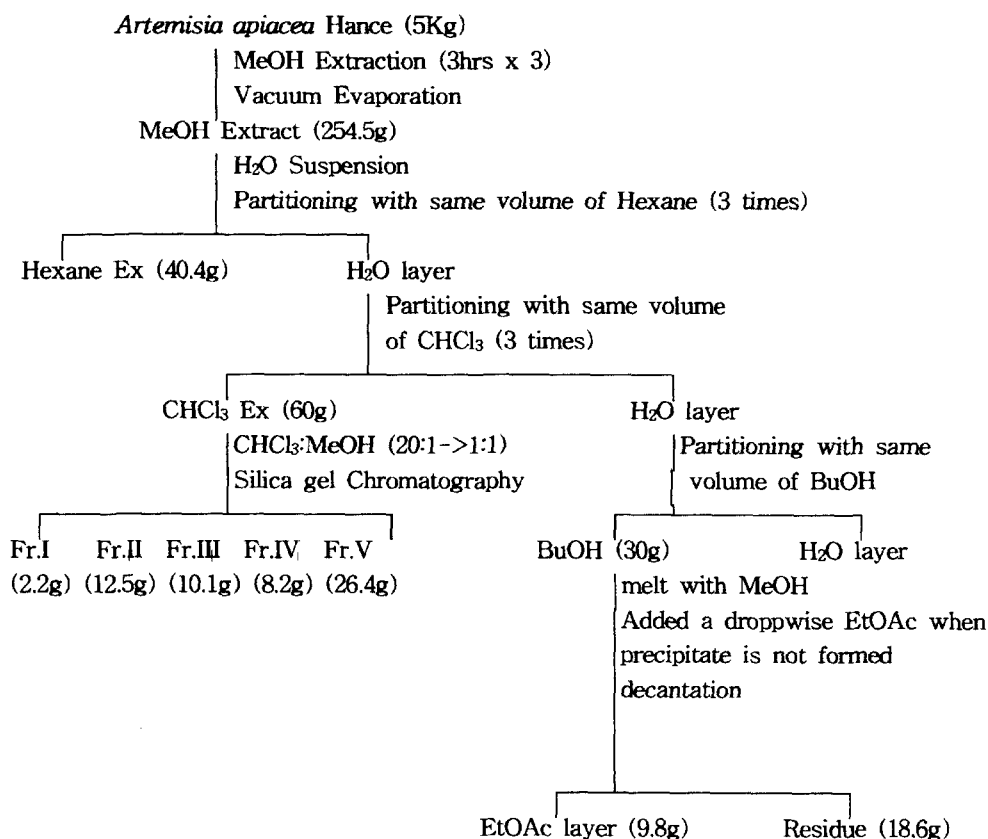 Artemisia apiacea Hance (5Kg)
MeOH Extraction (3hrs x 3)
Vacuum Evaporation
MeOH Extract (254.5g)
H₂O Suspension
Partitioning with same volume of Hexane (3 times)
Hexane Ex (40.4g) H₂O layer
Partitioning with same volume
of CHCl₃ (3 times)
CHCl₃ Ex (60g) H₂O layer
CHCl₃:MeOH (20:1->1:1) Partitioning with same
Silica gel Chromatography volume of BuOH
Fr.I Fr.II Fr.III Fr.IV Fr.V BuOH (30g) H₂O layer
(2.2g) (12.5g) (10.1g) (8.2g) (26.4g) melt with MeOH
Added a droppwise EtOAc when
precipitate is not formed
decantation
EtOAc layer (9.8g) Residue (18.6g)